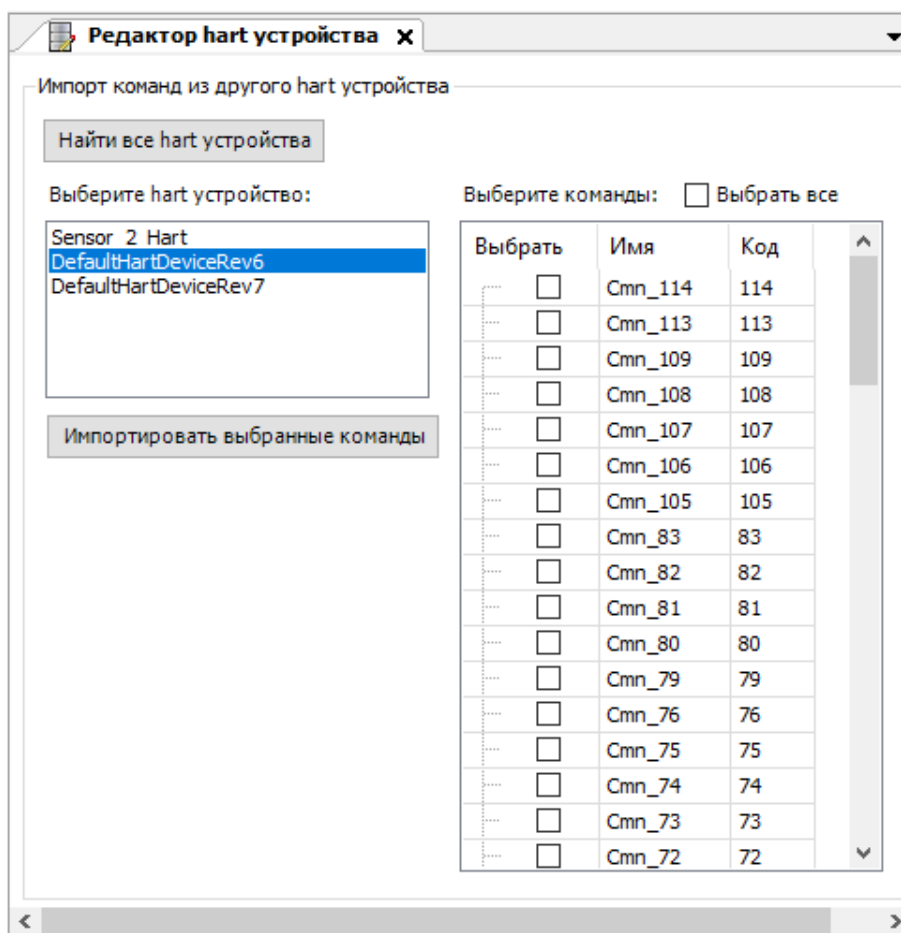 Редактор hart устройства
Импорт команд из другого hart устройства
Найти все hart устройства
Выберите hart устройство:
Sensor_2_Hart
DefaultHartDeviceRev6
DefaultHartDeviceRev7
Импортировать выбранные команды
Выберите команды: Выбрать все
Выбрать Имя Код
Cmn_114 114
Cmn_113 113
Cmn_109 109
Cmn_108 108
Cmn_107 107
Cmn_106 106
Cmn_105 105
Cmn_83 83
Cmn_82 82
Cmn_81 81
Cmn_80 80
Cmn_79 79
Cmn_76 76
Cmn_75 75
Cmn_74 74
Cmn_73 73
Cmn_72 72